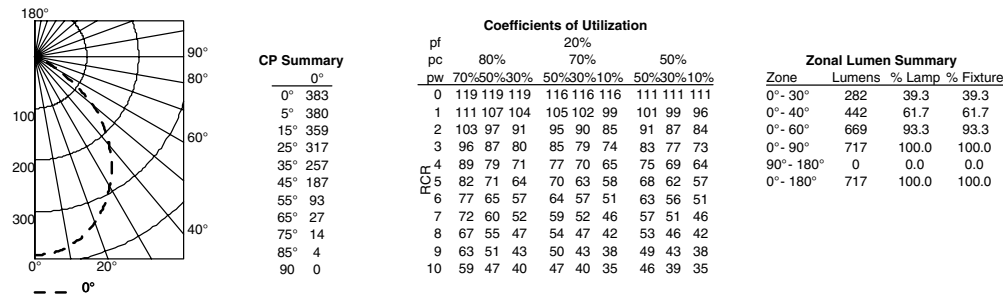 180°
90°
80°
60°
40°
100
200
300
0° 20°
0°
CP Summary
0°
0° 383
5° 380
15° 359
25° 317
35° 257
45° 187
55° 93
65° 27
75° 14
85° 4
90 0
Coefficients of Utilization
pf 20%
pc 80% 70% 50%
pw 70%50%30% 50%30%10% 50%30%10%
RCR
0 119 119 119 116 116 116 111 111 111
1 111 107 104 105 102 99 101 99 96
2 103 97 91 95 90 85 91 87 84
3 96 87 80 85 79 74 83 77 73
4 89 79 71 77 70 65 75 69 64
5 82 71 64 70 63 58 68 62 57
6 77 65 57 64 57 51 63 56 51
7 72 60 52 59 52 46 57 51 46
8 67 55 47 54 47 42 53 46 42
9 63 51 43 50 43 38 49 43 38
10 59 47 40 47 40 35 46 39 35
Zonal Lumen Summary
Zone Lumens % Lamp % Fixture
0°- 30° 282 39.3 39.3
0°- 40° 442 61.7 61.7
0°- 60° 669 93.3 93.3
0°- 90° 717 100.0 100.0
90°- 180° 0 0.0 0.0
0°- 180° 717 100.0 100.0